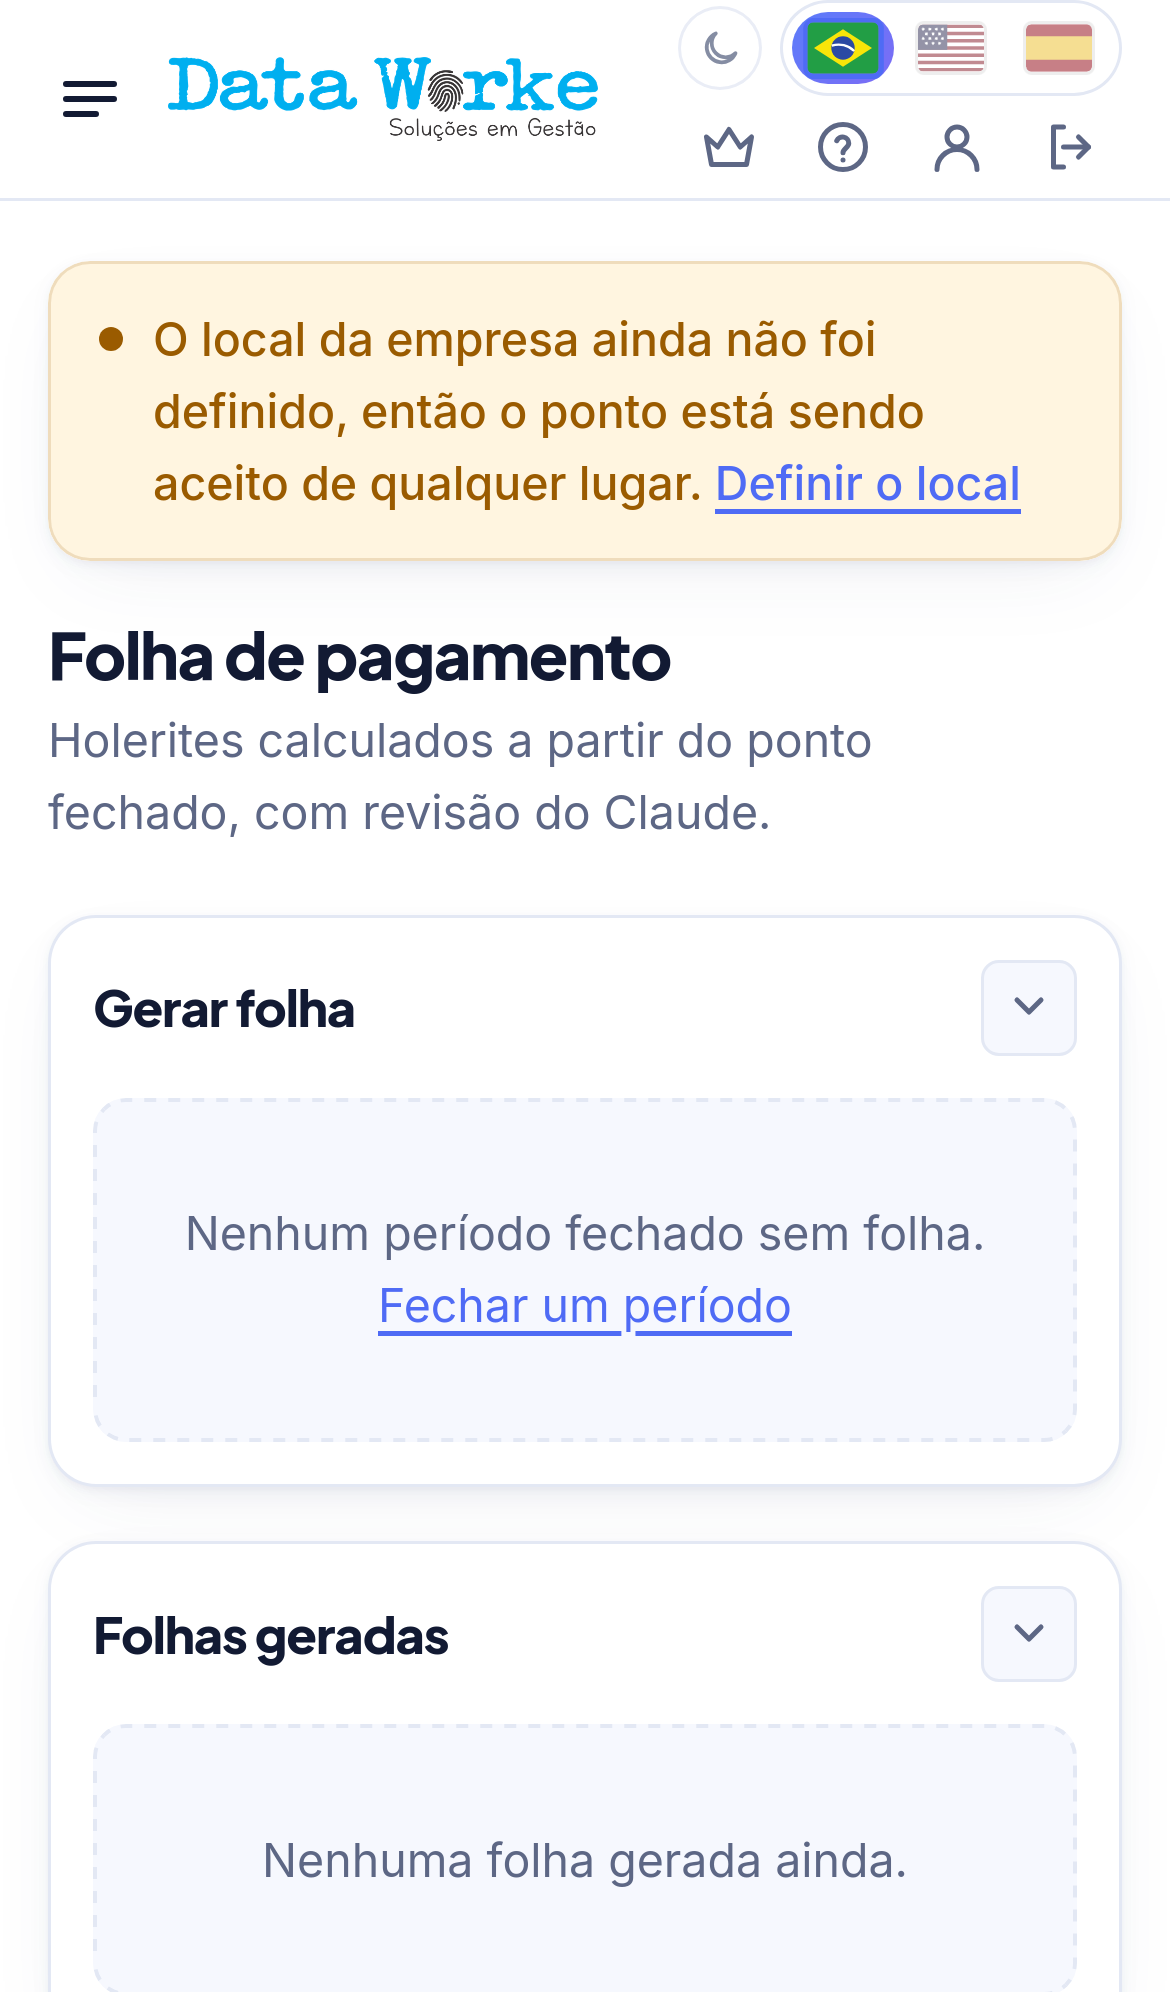 Data Worke
Soluções em Gestão
O local da empresa ainda não foi
definido, então o ponto está sendo
aceito de qualquer lugar. Definir o local
Folha de pagamento
Holerites calculados a partir do ponto
fechado, com revisão do Claude.
Gerar folha
Nenhum período fechado sem folha.
Fechar um período
Folhas geradas
Nenhuma folha gerada ainda.